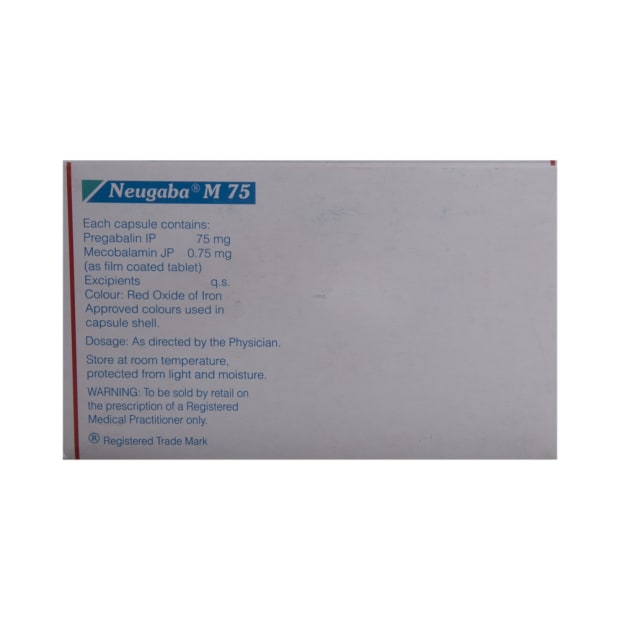 Neugaba® M 75
Each capsule contains:
Pregabalin IP 75 mg
Mecobalamin JP 0.75 mg
(as film coated tablet)
Excipients q.s.
Colour: Red Oxide of Iron
Approved colours used in
capsule shell.
Dosage: As directed by the Physician.
Store at room temperature,
protected from light and moisture.
WARNING: To be sold by retail on
the prescription of a Registered
Medical Practitioner only.
® Registered Trade Mark